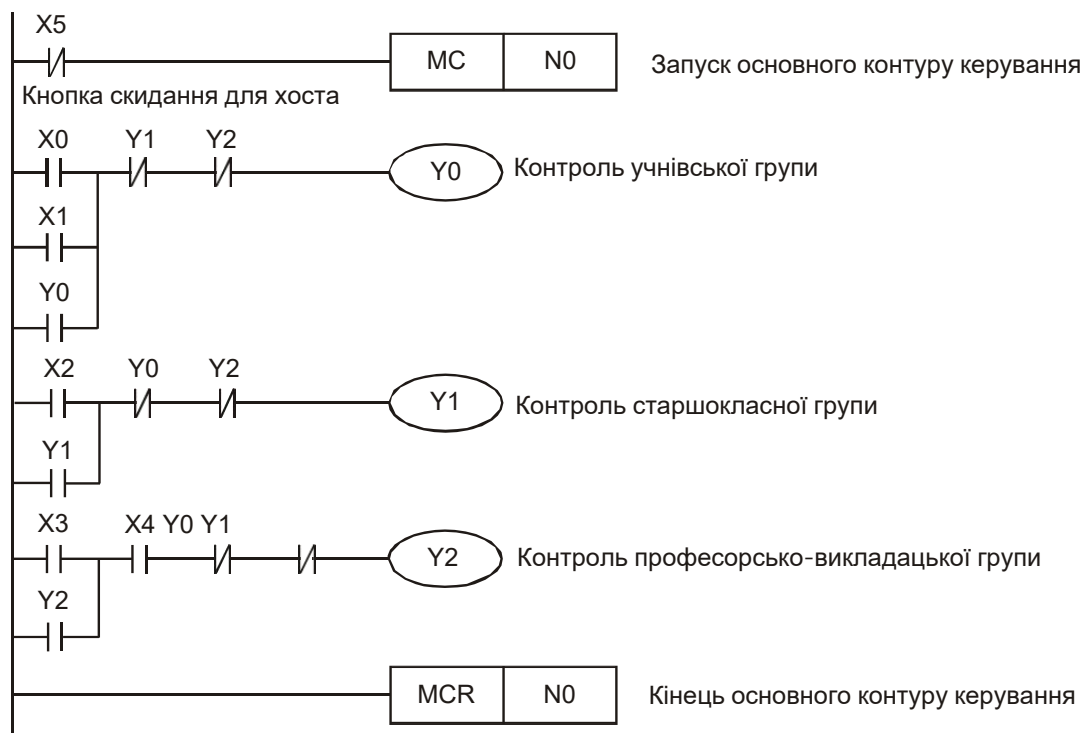 X5
MC N0 Запуск основного контуру керування
Кнопка скидання для хоста
X0 Y1 Y2
Y0 Контроль учнівської групи
X1
Y0
X2 Y0 Y2
Y1 Контроль старшокласної групи
Y1
X3 X4 Y0 Y1
Y2 Контроль професорсько-викладацької групи
Y2
MCR N0 Кінець основного контуру керування